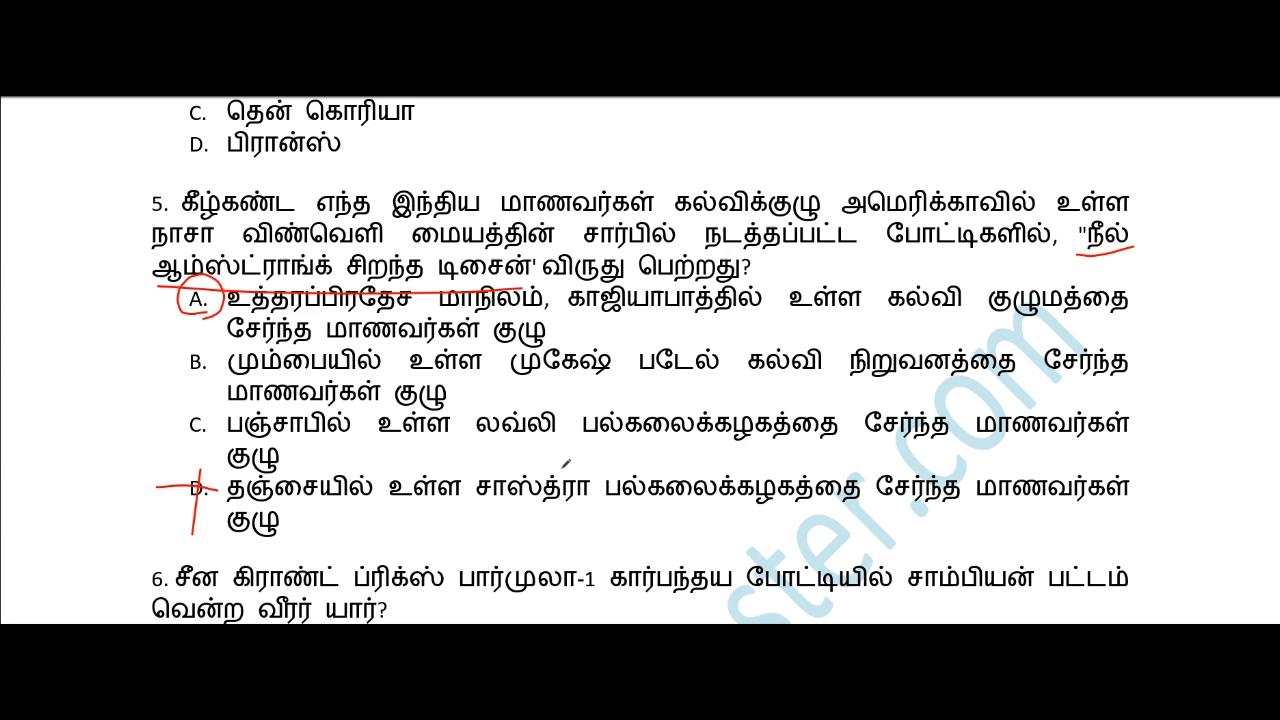 C. தென் கொரியா
D. பிரான்ஸ்
5. கீழ்கண்ட எந்த இந்திய மாணவர்கள் கல்விக்குழு அமெரிக்காவில் உள்ள
நாசா விண்வெளி மையத்தின் சார்பில் நடத்தப்பட்ட போட்டிகளில், "நீல்
ஆம்ஸ்ட்ராங்க் சிறந்த டிசைன்' விருது பெற்றது?
A. உத்தரப்பிரதேச மாநிலம், காஜியாபாத்தில் உள்ள கல்வி குழுமத்தை
சேர்ந்த மாணவர்கள் குழு
B. மும்பையில் உள்ள முகேஷ் படேல் கல்வி நிறுவனத்தை சேர்ந்த
மாணவர்கள் குழு
C. பஞ்சாபில் உள்ள லவ்லி பல்கலைக்கழகத்தை சேர்ந்த மாணவர்கள்
குழு
D. தஞ்சையில் உள்ள சாஸ்த்ரா பல்கலைக்கழகத்தை சேர்ந்த மாணவர்கள்
குழு
6. சீன கிராண்ட் ப்ரிக்ஸ் பார்முலா-1 கார்பந்தய போட்டியில் சாம்பியன் பட்டம்
வென்ற வீரர் யார்?
ster.com